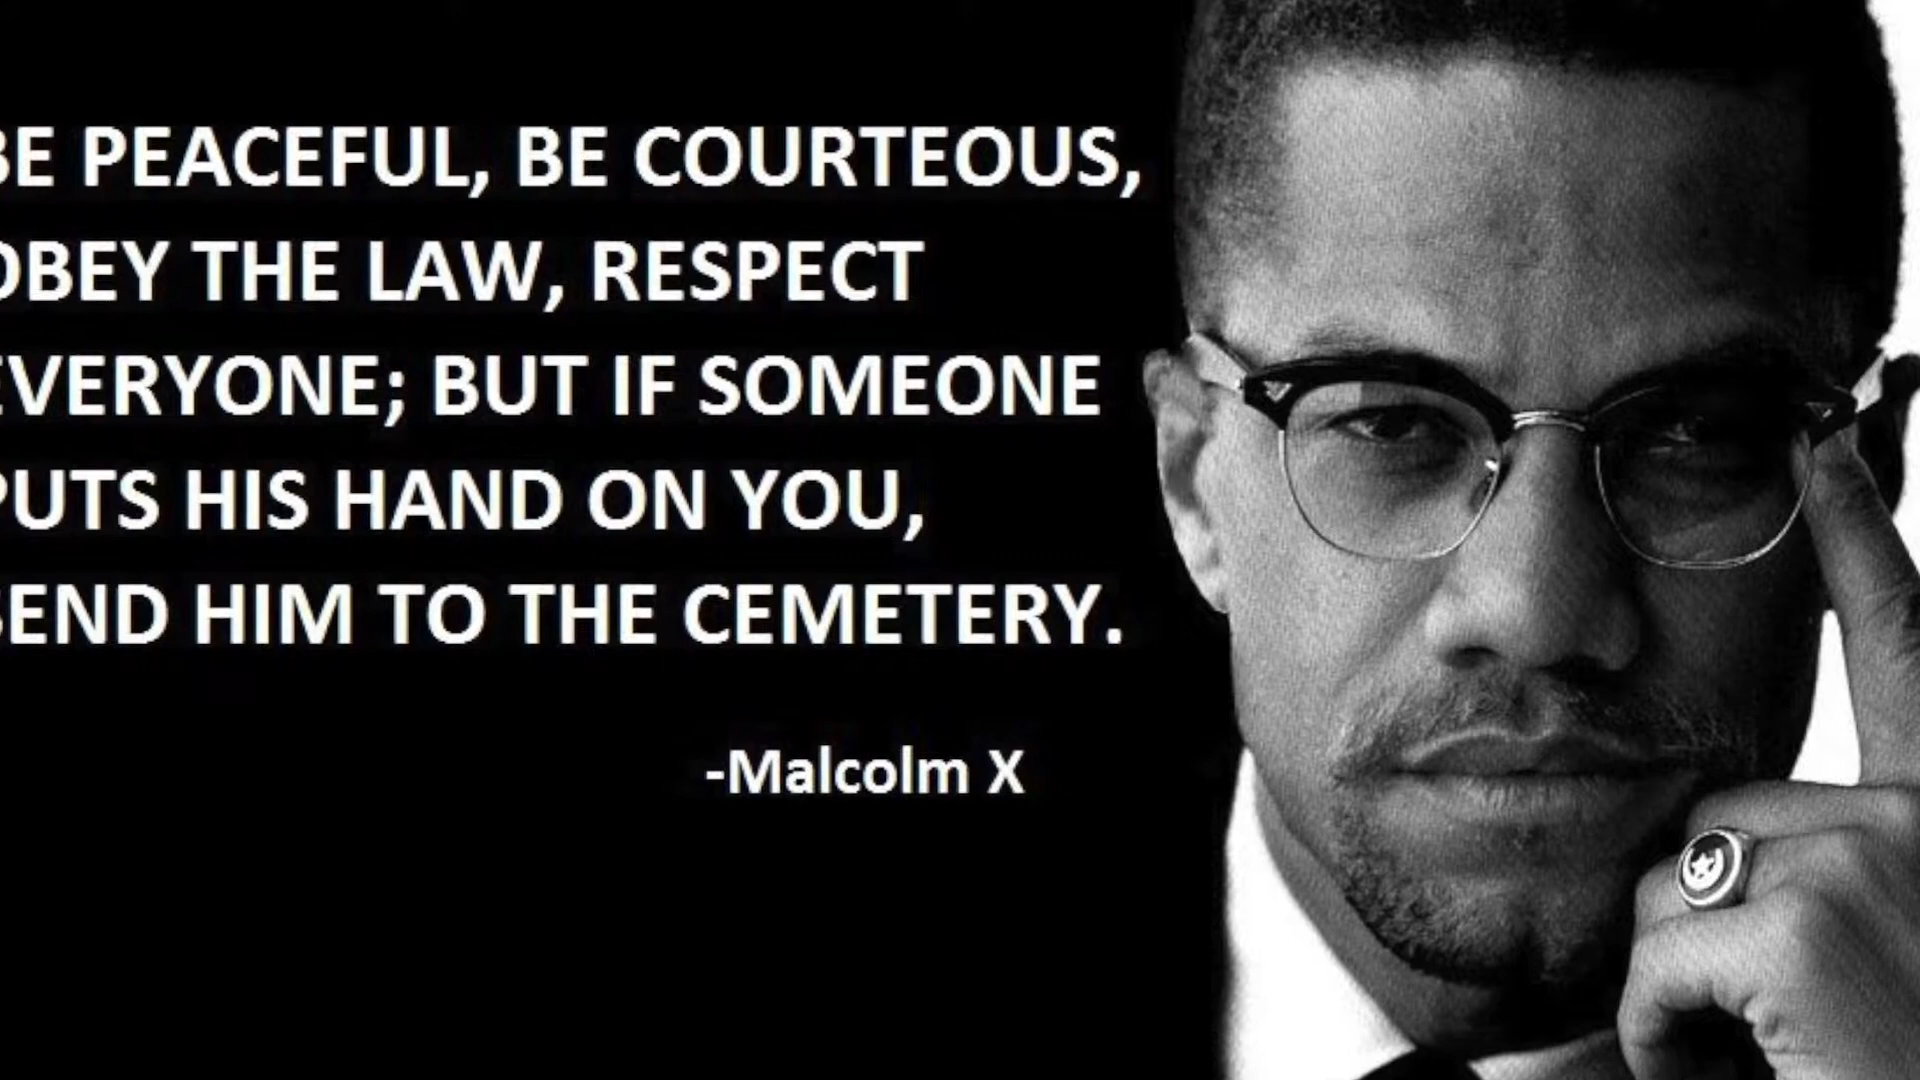 BE PEACEFUL, BE COURTEOUS,
OBEY THE LAW, RESPECT
EVERYONE; BUT IF SOMEONE
PUTS HIS HAND ON YOU,
SEND HIM TO THE CEMETERY.
-Malcolm X